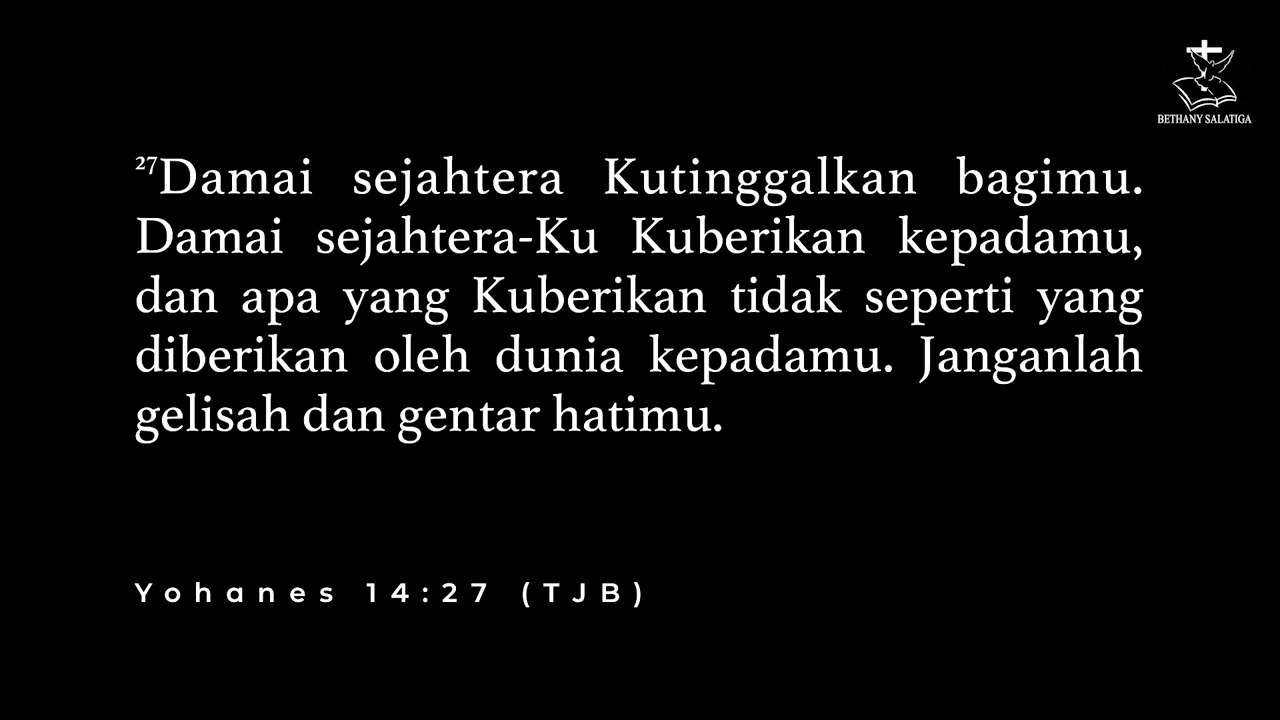 BETHANY SALATIGA
²⁷Damai sejahtera Kutinggalkan bagimu.
Damai sejahtera-Ku Kuberikan kepadamu,
dan apa yang Kuberikan tidak seperti yang
diberikan oleh dunia kepadamu. Janganlah
gelisah dan gentar hatimu.
Yohanes 14:27 (TJB)